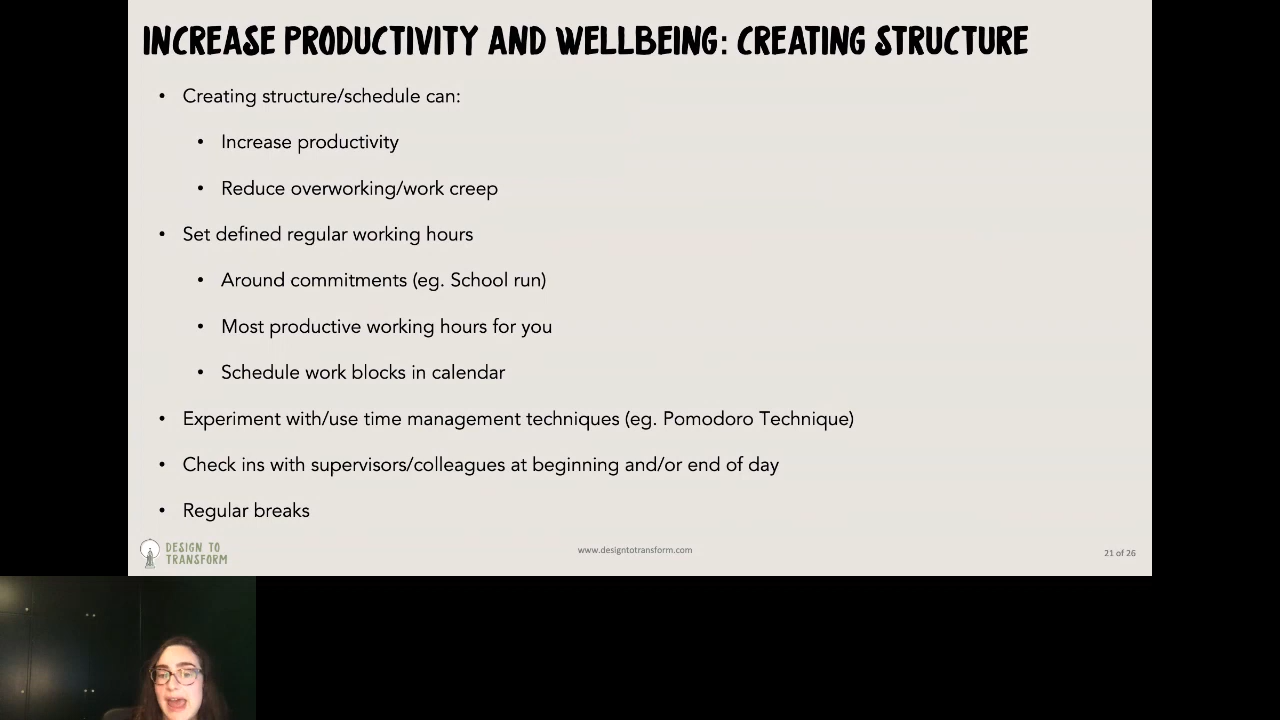 INCREASE PRODUCTIVITY AND WELLBEING: CREATING STRUCTURE
• Creating structure/schedule can:
• Increase productivity
• Reduce overworking/work creep
• Set defined regular working hours
• Around commitments (eg. School run)
• Most productive working hours for you
• Schedule work blocks in calendar
• Experiment with/use time management techniques (eg. Pomodoro Technique)
• Check ins with supervisors/colleagues at beginning and/or end of day
• Regular breaks
DESIGN TO
TRANSFORM
www.designtotransform.com
21 of 26